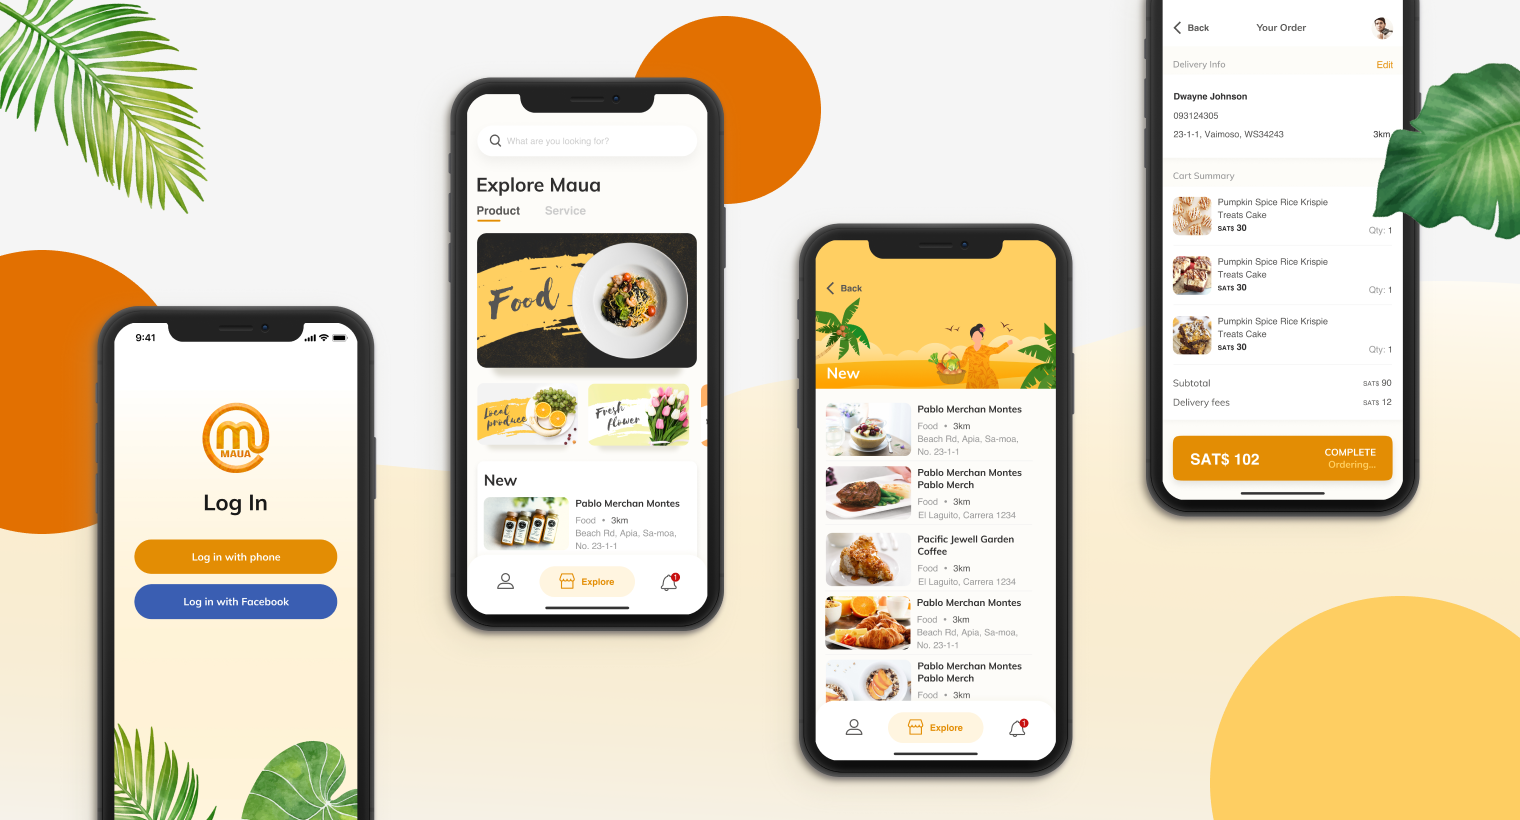 9:41
MAUA
Log In
Log in with phone
Log in with Facebook
What are you looking for?
Explore Maua
Product
Service
Food
Local
produce
Fresh
flower
New
Pablo Merchan Montes
Food • 3km
Beach Rd, Apia, Sa-moa,
No. 23-1-1
Explore
1
Back
New
Pablo Merchan Montes
Food • 3km
Beach Rd, Apia, Sa-moa,
No. 23-1-1
Pablo Merchan Montes
Pablo Merch
Food • 3km
El Laguito, Carrera 1234
Pacific Jewell Garden
Coffee
Food • 3km
El Laguito, Carrera 1234
Pablo Merchan Montes
Food • 3km
Beach Rd, Apia, Sa-moa,
No. 23-1-1
Pablo Merchan Montes
Pablo Merch
Food • 3km
Explore
1
Back
Your Order
Delivery Info
Edit
Dwayne Johnson
093124305
23-1-1, Vaimoso, WS34243
3km
Cart Summary
Pumpkin Spice Rice Krispie
Treats Cake
SAT$ 30
Qty: 1
Pumpkin Spice Rice Krispie
Treats Cake
SAT$ 30
Qty: 1
Pumpkin Spice Rice Krispie
Treats Cake
SAT$ 30
Qty: 1
Subtotal
SAT$ 90
Delivery fees
SAT$ 12
SAT$ 102
COMPLETE
Ordering...